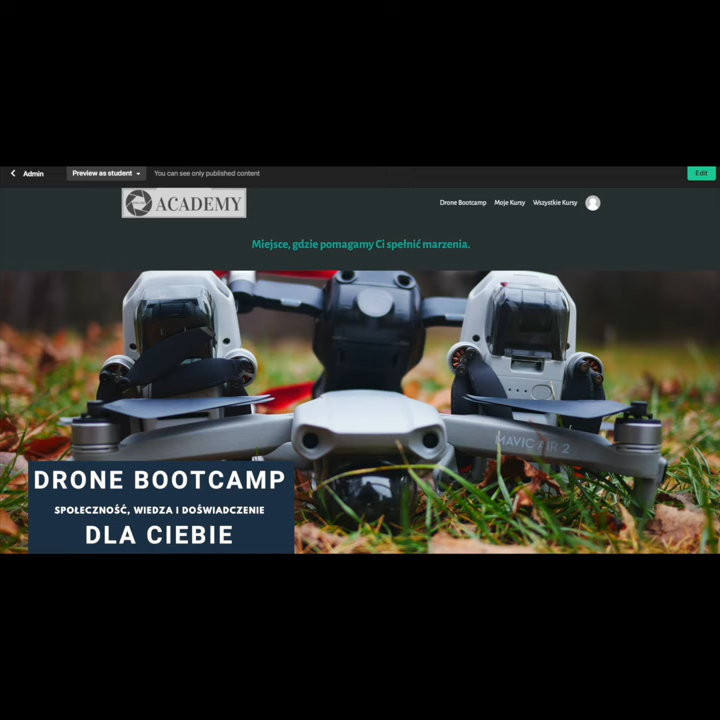 Admin
Preview as student
You can see only published content
Edit
ACADEMY
Drone Bootcamp
Moje Kursy
Wszystkie Kursy
Miejsce, gdzie pomagamy Ci spełnić marzenia.
MAVIC AIR 2
DRONE BOOTCAMP
SPOŁECZNOŚĆ, WIEDZA I DOŚWIADCZENIE
DLA CIEBIE